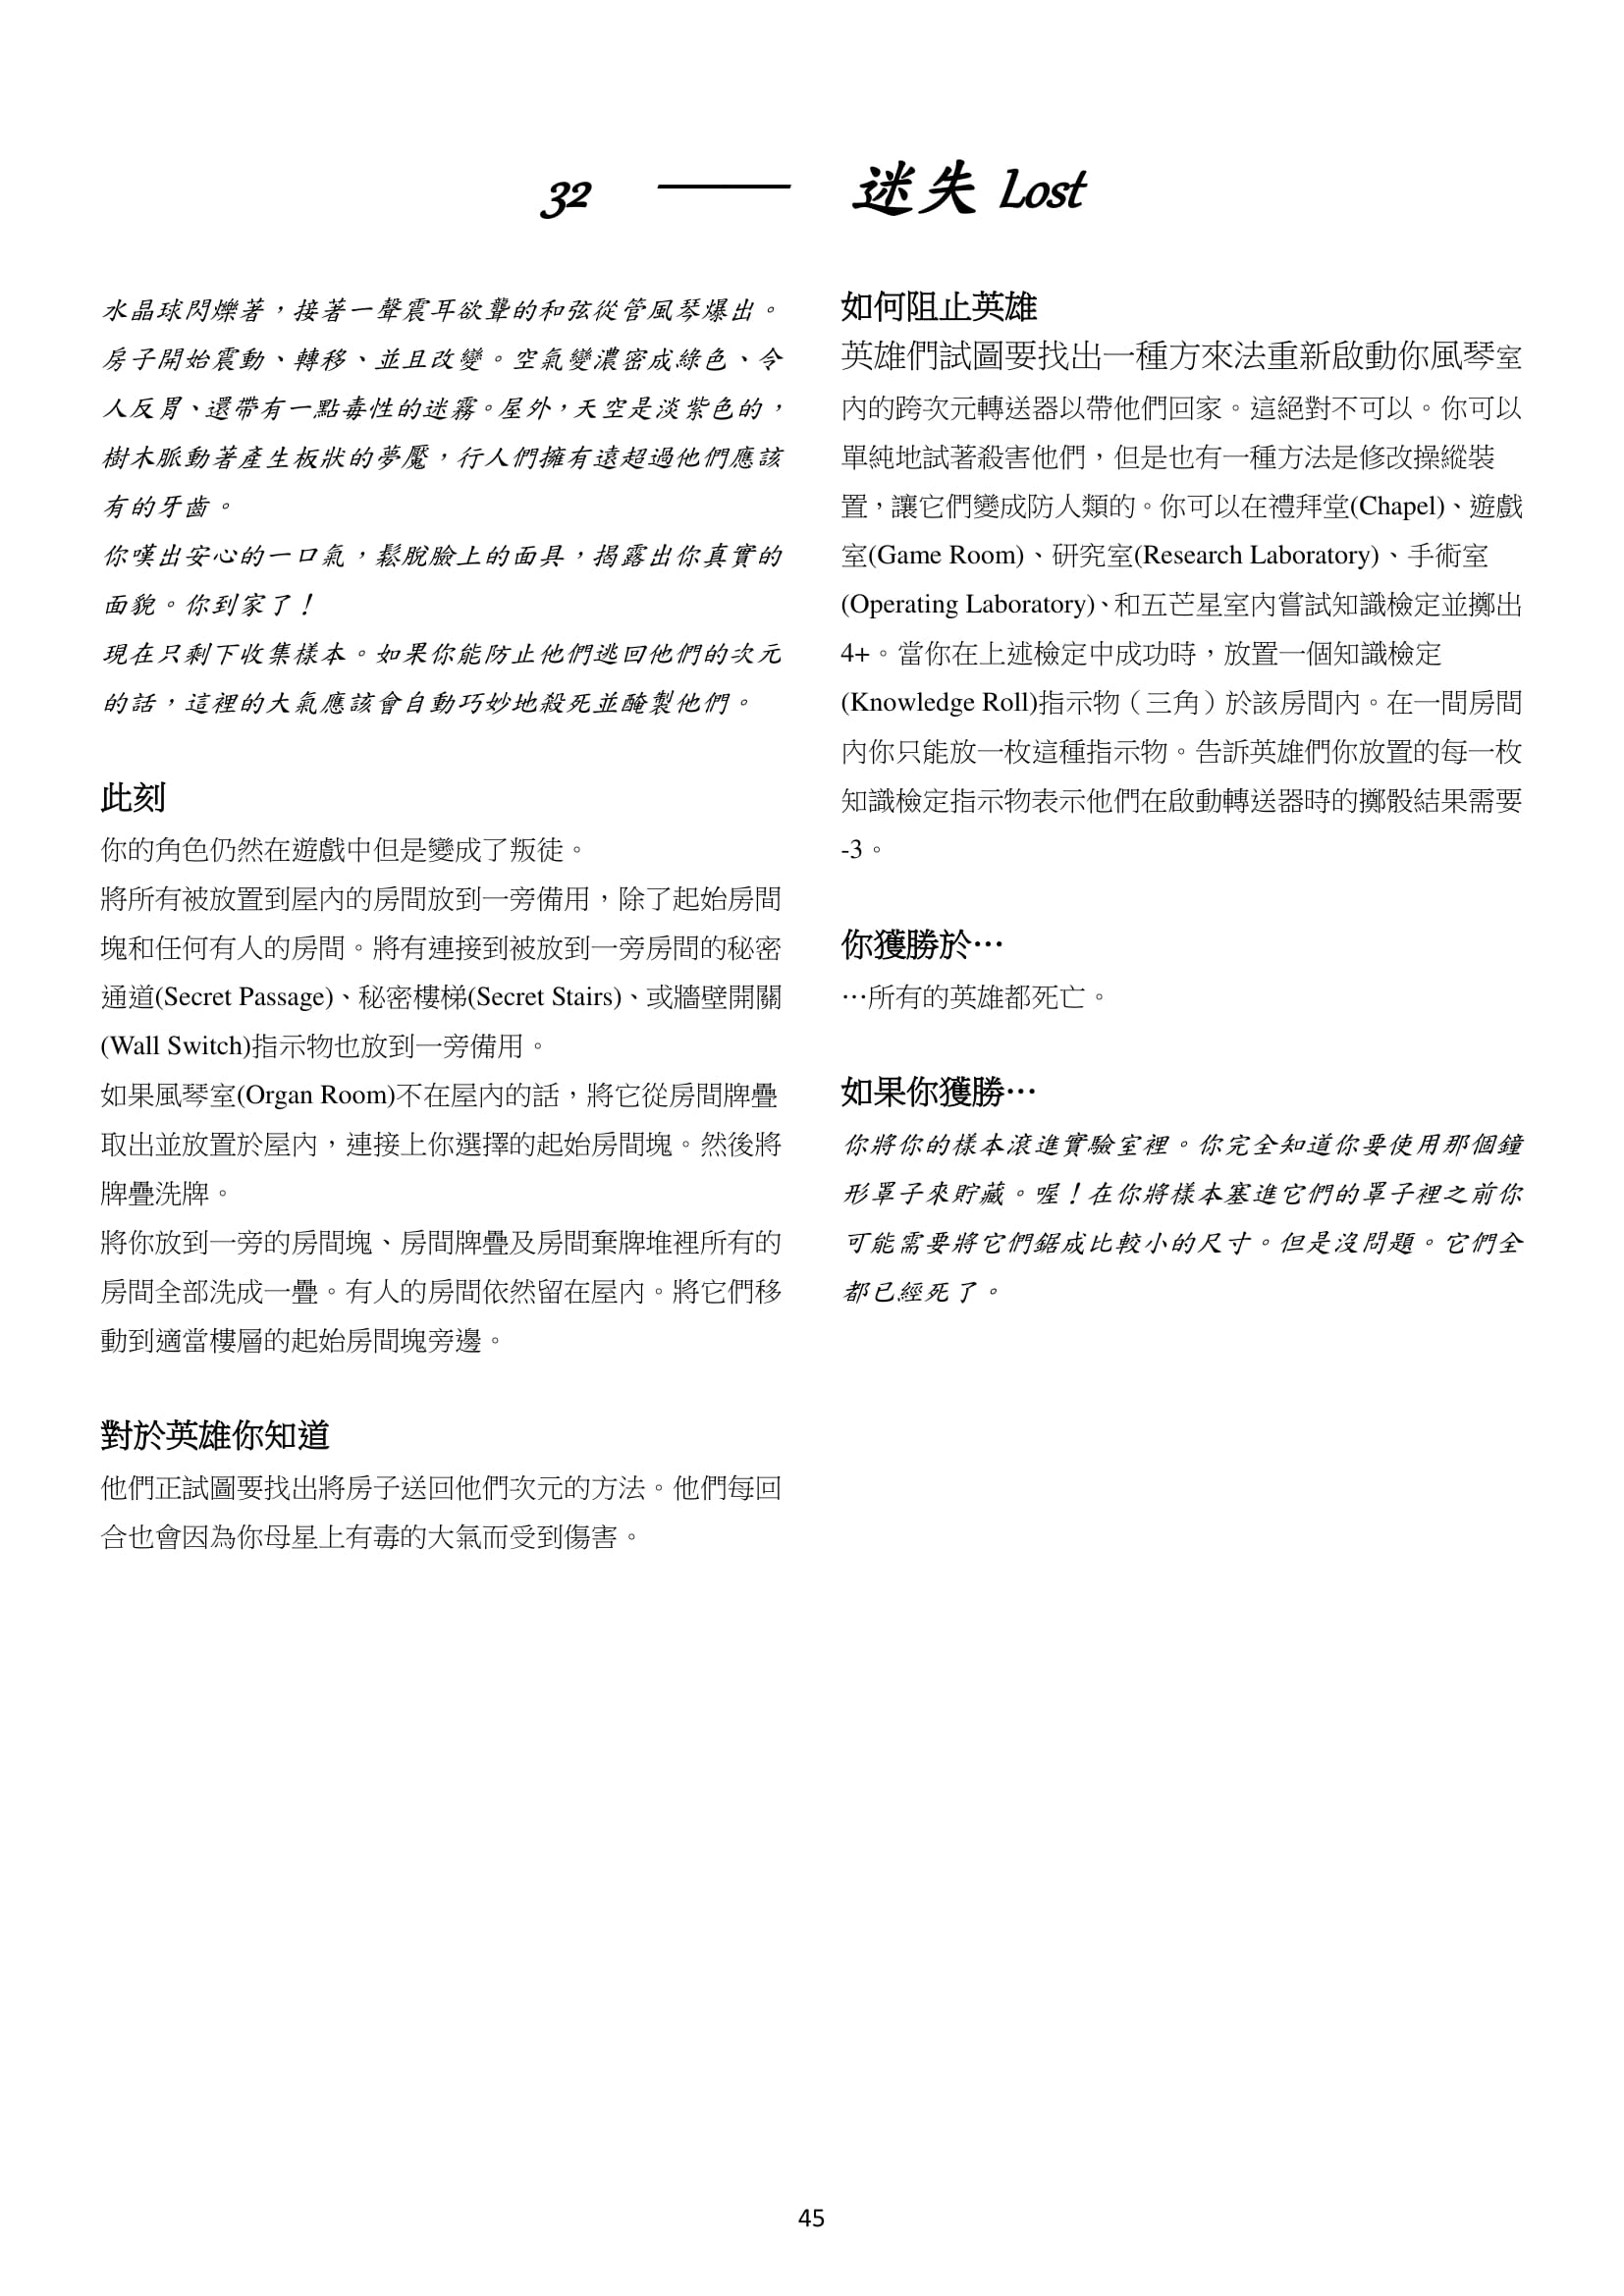 32 —— 迷失 Lost
水晶球閃爍著，接著一聲震耳欲聾的和弦從管風琴爆出。
房子開始震動、轉移、並且改變。空氣變濃密成綠色、令
人反胃、還帶有一點毒性的迷霧。屋外，天空是淡紫色的，
樹木脈動著產生板狀的夢魘，行人們擁有遠超過他們應該
有的牙齒。
你嘆出安心的一口氣，鬆脫臉上的面具，揭露出你真實的
面貌。你到家了！
現在只剩下收集樣本。如果你能防止他們逃回他們的次元
的話，這裡的大氣應該會自動巧妙地殺死並醃製他們。
此刻
你的角色仍然在遊戲中但是變成了叛徒。
將所有被放置到屋內的房間放到一旁備用，除了起始房間
塊和任何有人的房間。將有連接到被放到一旁房間的秘密
通道(Secret Passage)、秘密樓梯(Secret Stairs)、或牆壁開關
(Wall Switch)指示物也放到一旁備用。
如果風琴室(Organ Room)不在屋內的話，將它從房間牌疊
取出並放置於屋內，連接上你選擇的起始房間塊。然後將
牌疊洗牌。
將你放到一旁的房間塊、房間牌疊及房間棄牌堆裡所有的
房間全部洗成一疊。有人的房間依然留在屋內。將它們移
動到適當樓層的起始房間塊旁邊。
對於英雄你知道
他們正試圖要找出將房子送回他們次元的方法。他們每回
合也會因為你母星上有毒的大氣而受到傷害。
如何阻止英雄
英雄們試圖要找出一種方來法重新啟動你風琴室
內的跨次元轉送器以帶他們回家。這絕對不可以。你可以
單純地試著殺害他們，但是也有一種方法是修改操縱裝
置，讓它們變成防人類的。你可以在禮拜堂(Chapel)、遊戲
室(Game Room)、研究室(Research Laboratory)、手術室
(Operating Laboratory)、和五芒星室內嘗試知識檢定並擲出
4+。當你在上述檢定中成功時，放置一個知識檢定
(Knowledge Roll)指示物（三角）於該房間內。在一間房間
內你只能放一枚這種指示物。告訴英雄們你放置的每一枚
知識檢定指示物表示他們在啟動轉送器時的擲骰結果需要
-3。
你獲勝於…
…所有的英雄都死亡。
如果你獲勝…
你將你的樣本滾進實驗室裡。你完全知道你要使用那個鐘
形罩子來貯藏。喔！在你將樣本塞進它們的罩子裡之前你
可能需要將它們鋸成比較小的尺寸。但是沒問題。它們全
都已經死了。
45